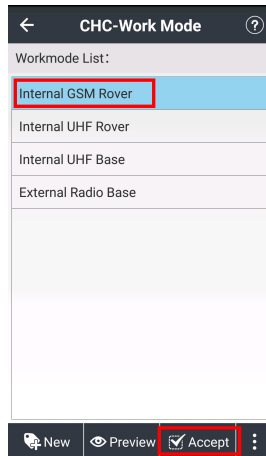 CHC-Work Mode
Workmode List：
Internal GSM Rover
Internal UHF Rover
Internal UHF Base
External Radio Base
New Preview Accept